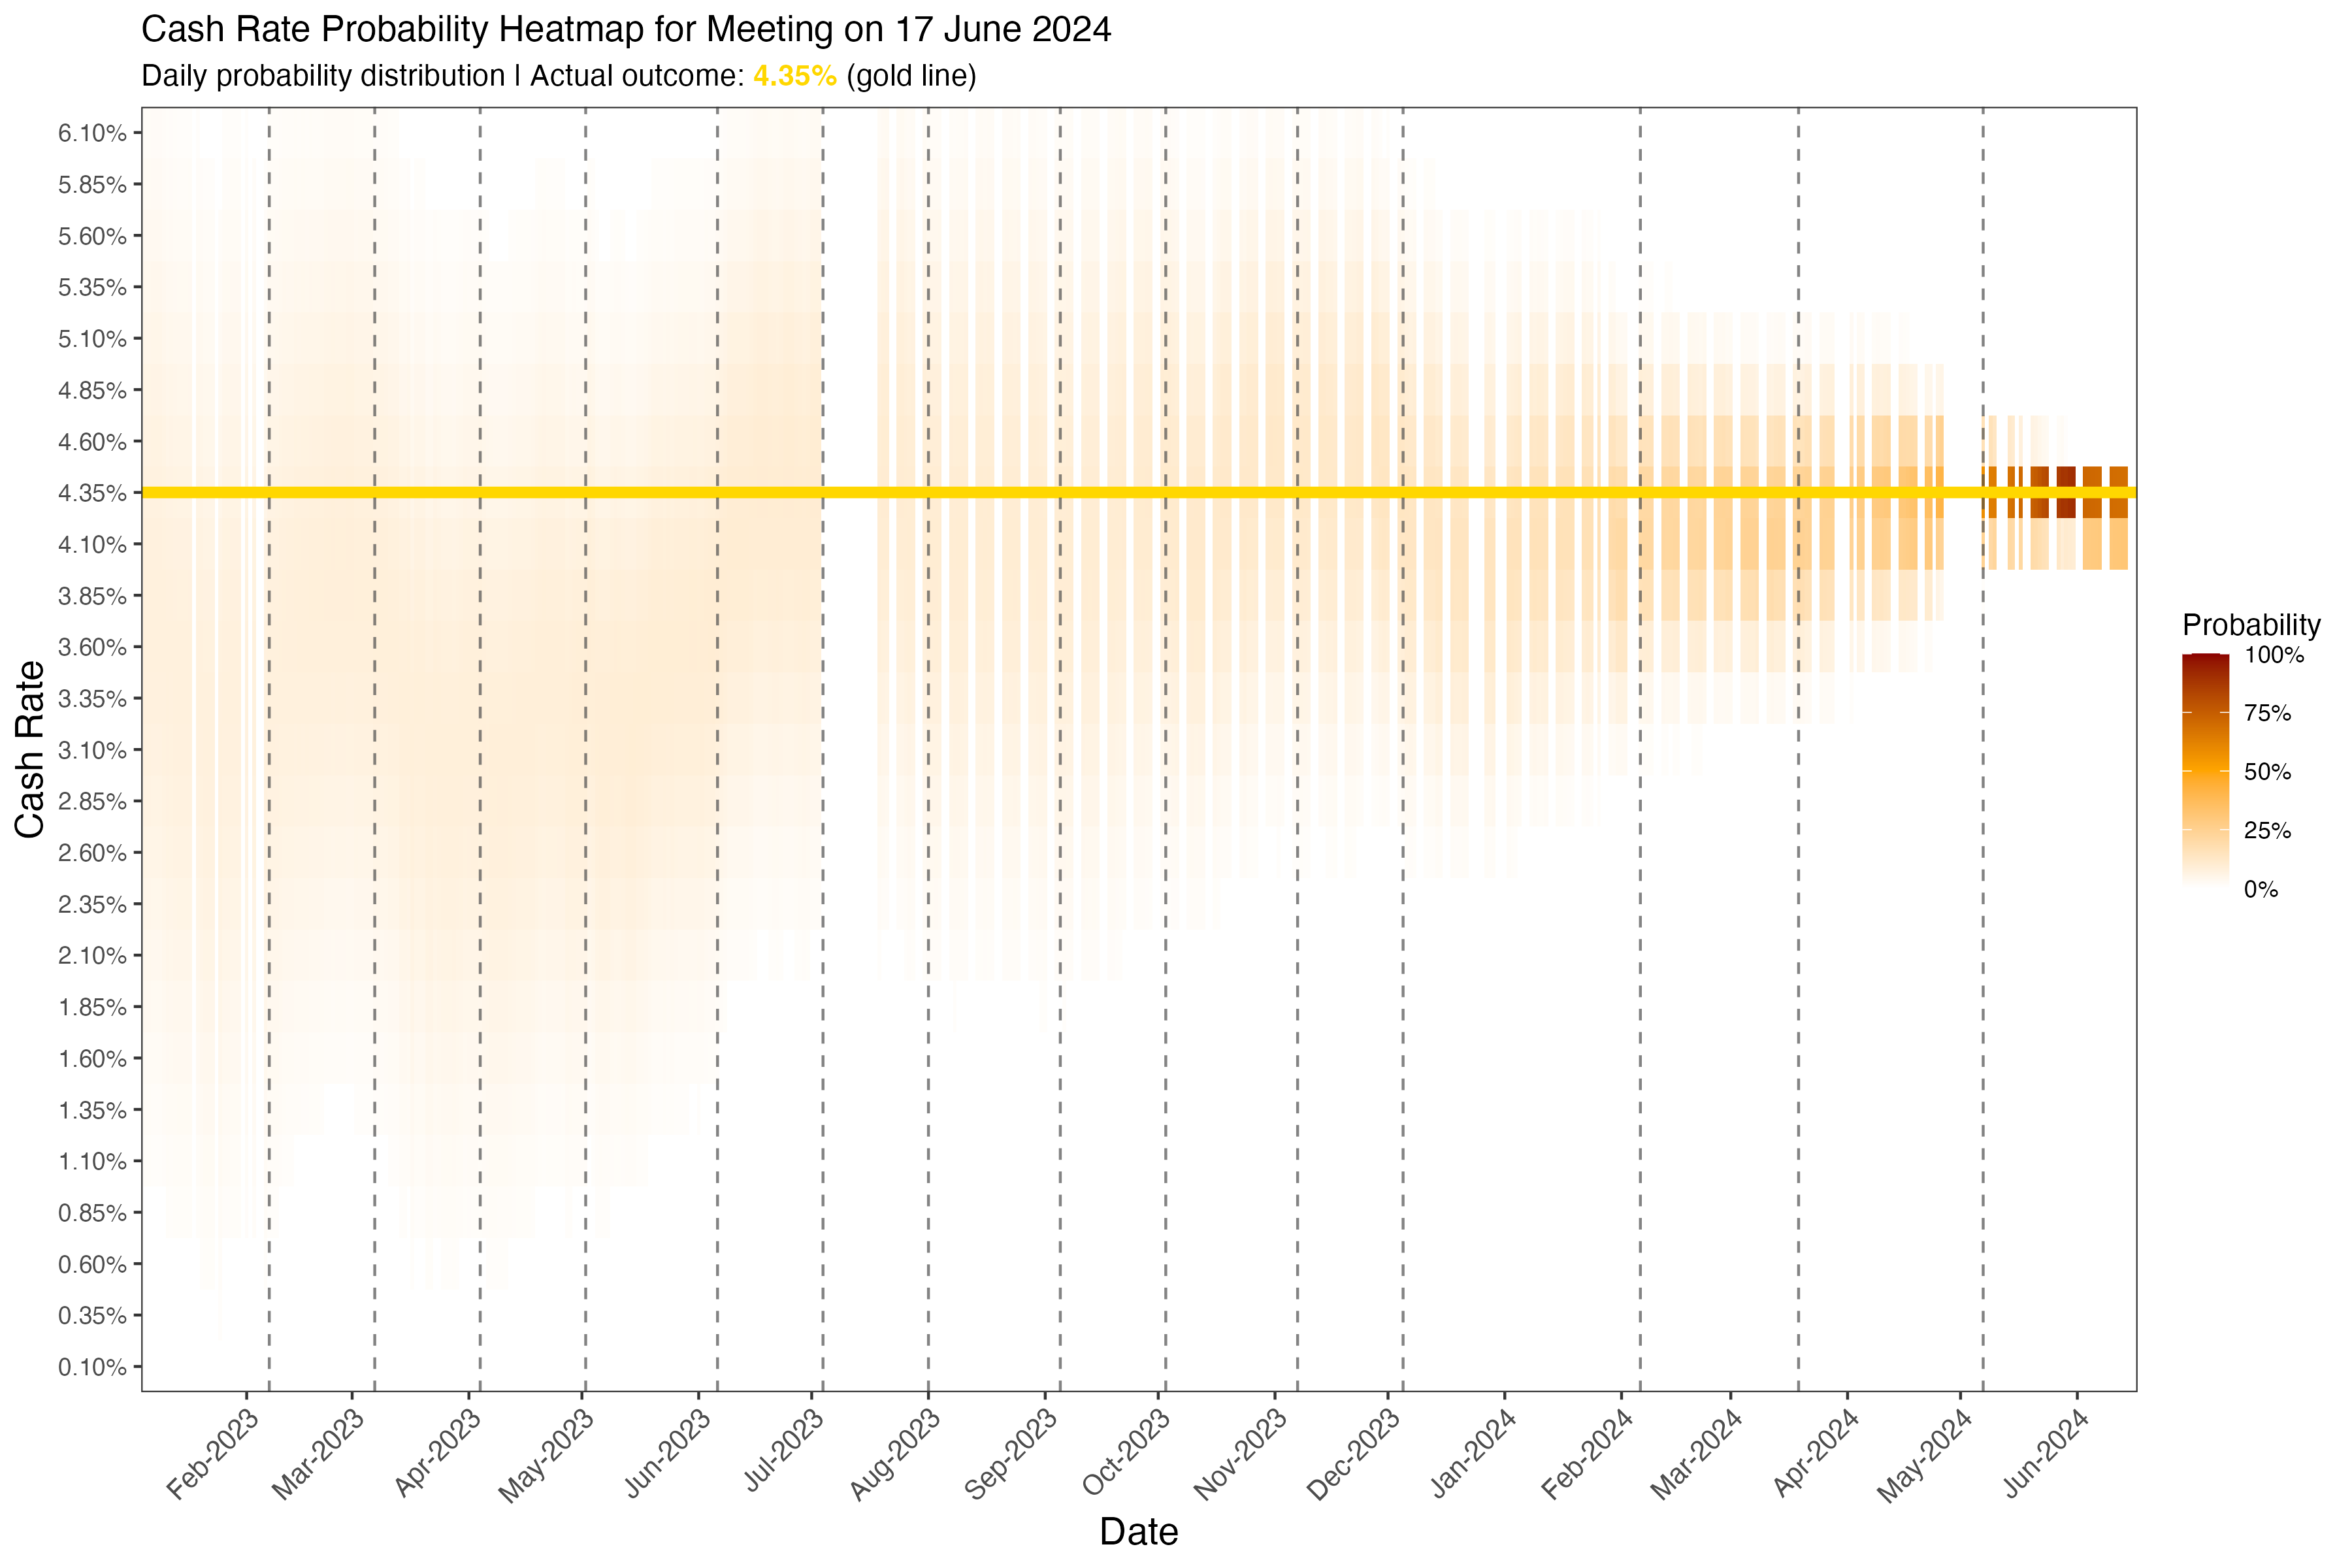 Cash Rate Probability Heatmap for Meeting on 17 June 2024
Daily probability distribution | Actual outcome: 4.35% (gold line)
Cash Rate
6.10%
5.85%
5.60%
5.35%
5.10%
4.85%
4.60%
4.35%
4.10%
3.85%
3.60%
3.35%
3.10%
2.85%
2.60%
2.35%
2.10%
1.85%
1.60%
1.35%
1.10%
0.85%
0.60%
0.35%
0.10%
Feb-2023
Mar-2023
Apr-2023
May-2023
Jun-2023
Jul-2023
Aug-2023
Sep-2023
Oct-2023
Nov-2023
Dec-2023
Jan-2024
Feb-2024
Mar-2024
Apr-2024
May-2024
Jun-2024
Date
Probability
100%
75%
50%
25%
0%